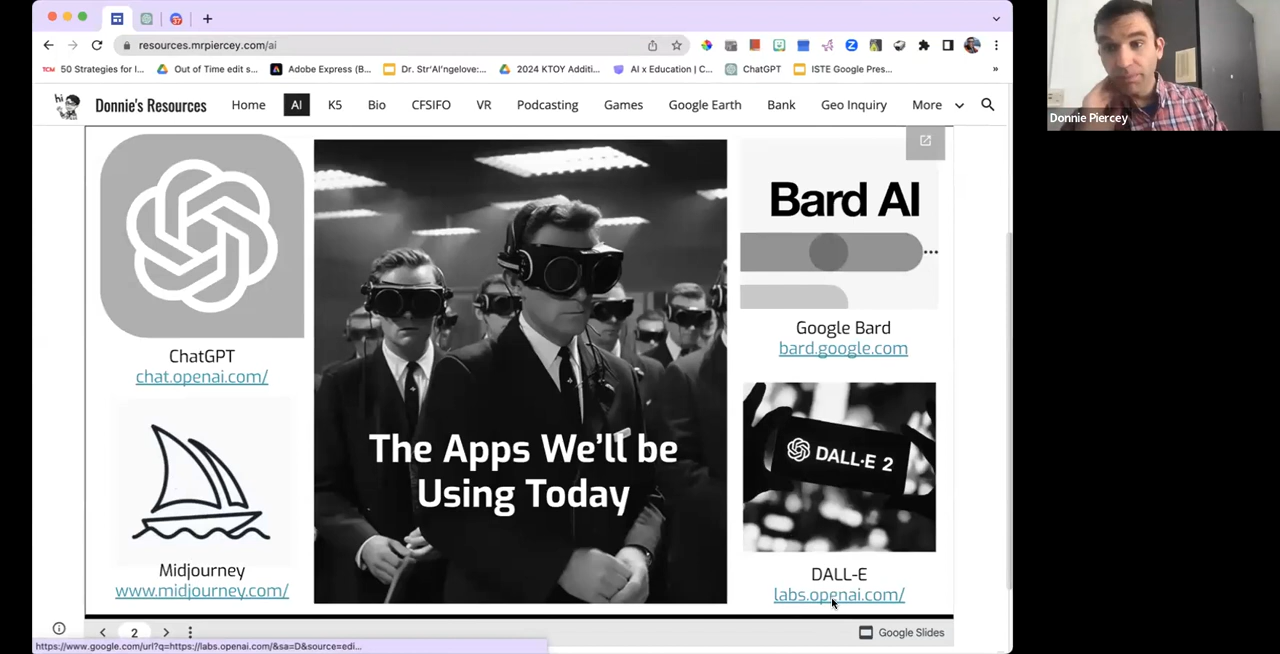 37
resources.mrpiercey.com/ai
TCM 50 Strategies for I...
Out of Time edit s...
Adobe Express (B...
Dr. Str'AI'ngelove:...
2024 KTOY Additi...
AI x Education | C...
ChatGPT
ISTE Google Pres...
»
hi
Donnie's Resources
Home
AI
K5
Bio
CFSIFO
VR
Podcasting
Games
Google Earth
Bank
Geo Inquiry
More
Donnie Piercey
ChatGPT
chat.openai.com/
Midjourney
www.midjourney.com/
The Apps We'll be
Using Today
Bard AI
Google Bard
bard.google.com
DALL·E 2
DALL-E
labs.openai.com/
2
Google Slides
https://www.google.com/url?q=https://labs.openai.com/&sa=D&source=edi...